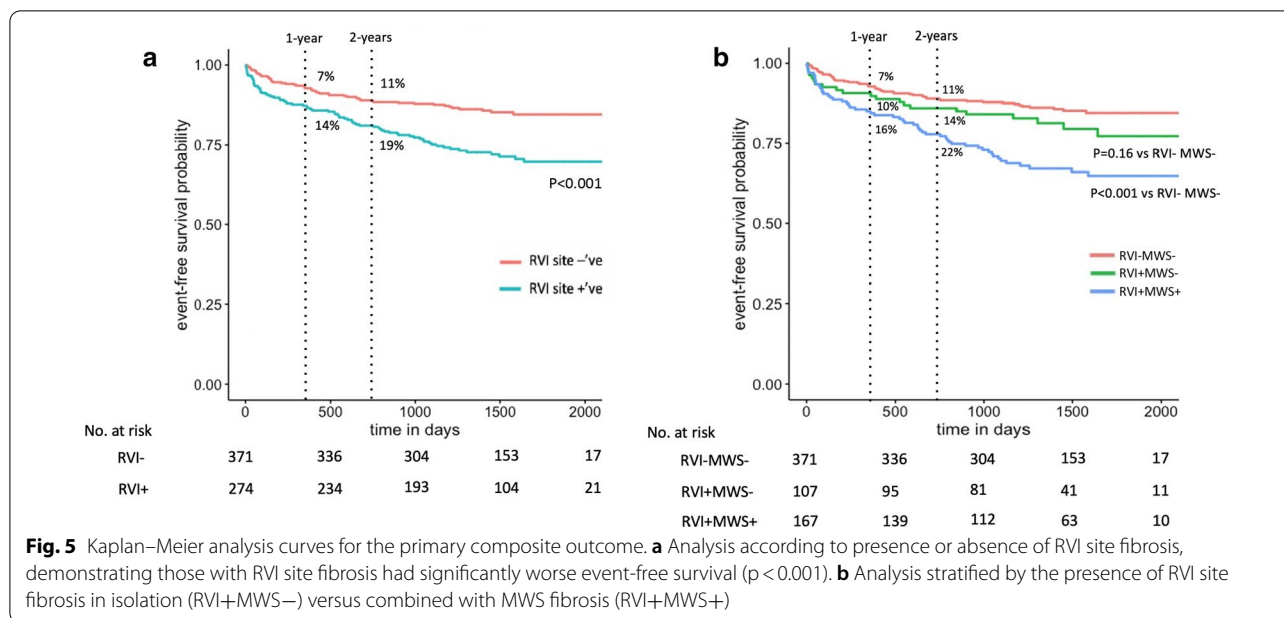 a
1-year
2-years
1.00
0.75
0.50
0.25
0.00
event-free survival probability
7%
11%
14%
19%
P<0.001
RVI site –'ve
RVI site +'ve
0 500 1000 1500 2000
time in days
No. at risk
RVI- 371 336 304 153 17
RVI+ 274 234 193 104 21
b
1-year
2-years
1.00
0.75
0.50
0.25
0.00
event-free survival probability
7%
11%
10%
14%
16%
22%
P=0.16 vs RVI- MWS-
P<0.001 vs RVI- MWS-
RVI-MWS-
RVI+MWS-
RVI+MWS+
0 500 1000 1500 2000
time in days
No. at risk
RVI-MWS- 371 336 304 153 17
RVI+MWS- 107 95 81 41 11
RVI+MWS+ 167 139 112 63 10
Fig. 5 Kaplan–Meier analysis curves for the primary composite outcome. a Analysis according to presence or absence of RVI site fibrosis,
demonstrating those with RVI site fibrosis had significantly worse event-free survival (p < 0.001). b Analysis stratified by the presence of RVI site
fibrosis in isolation (RVI+MWS−) versus combined with MWS fibrosis (RVI+MWS+)